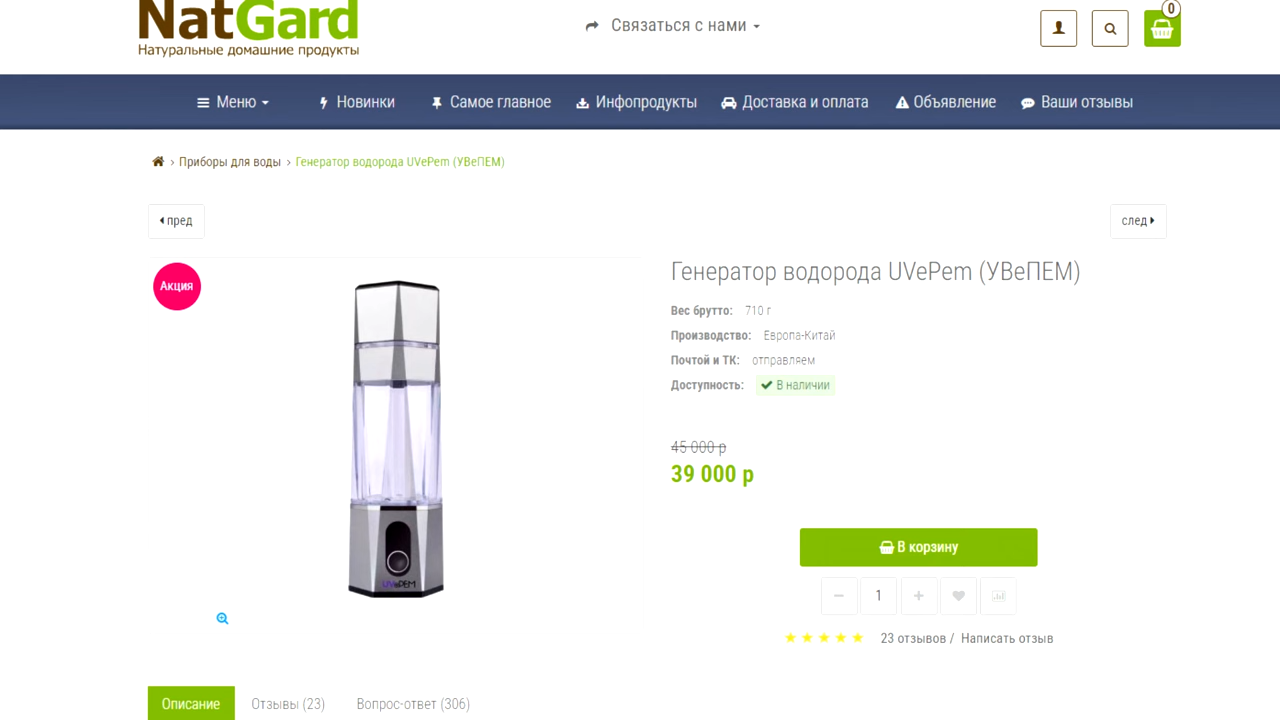 NatGard
Натуральные домашние продукты
Связаться с нами
0
Меню Новинки Самое главное Инфопродукты Доставка и оплата Объявление Ваши отзывы
Приборы для воды > Генератор водорода UVePem (УВеПЕМ)
пред
след
Акция
Генератор водорода UVePem (УВеПЕМ)
Вес брутто: 710 г
Производство: Европа-Китай
Почтой и ТК: отправляем
Доступность: В наличии
45 000 р
39 000 р
UVePEM
В корзину
1
23 отзывов / Написать отзыв
Описание Отзывы (23) Вопрос-ответ (306)